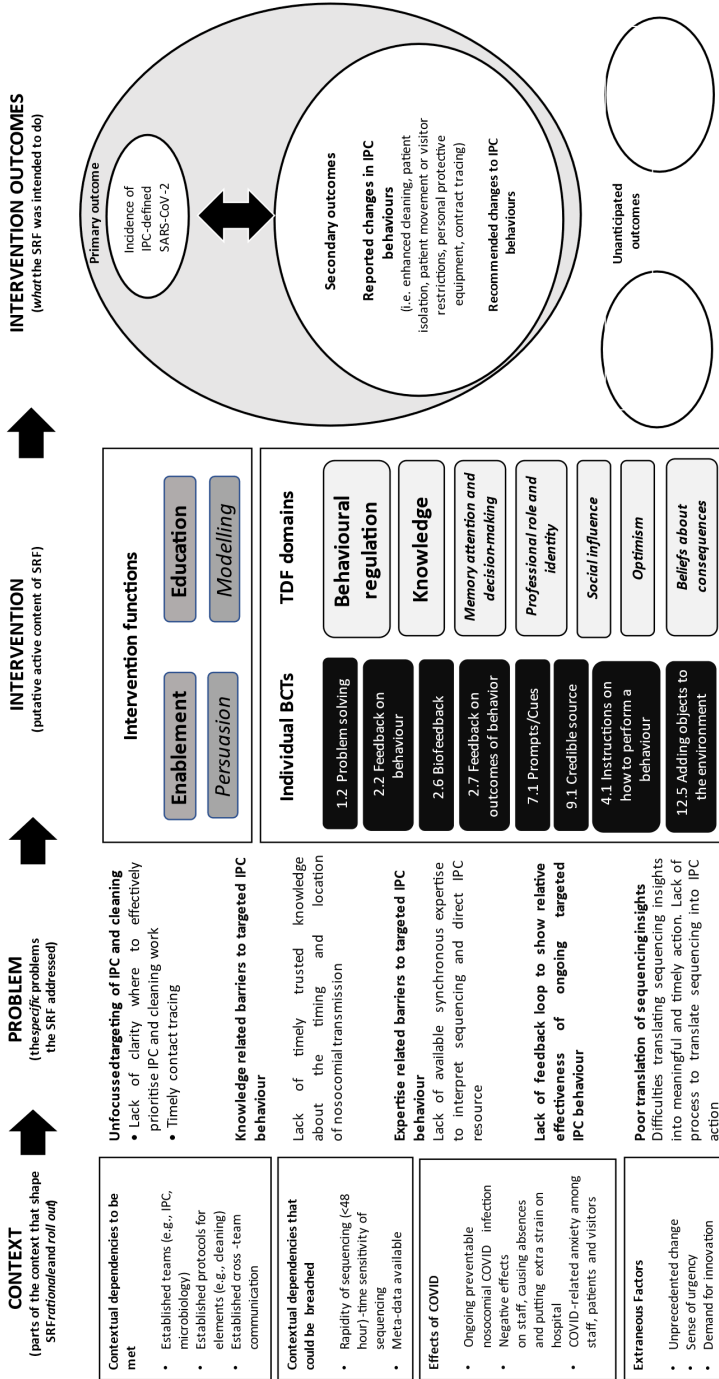 CONTEXT
(parts of the context that shape
SRF rationale and roll out)
Contextual dependencies to be
met
• Established teams (e.g., IPC,
microbiology)
• Established protocols for
elements (e.g., cleaning)
• Established cross -team
communication
Contextual dependencies that
could be breached
• Rapidity of sequencing (<48
hour) -time sensitivity of
sequencing
• Meta-data available
Effects of COVID
• Ongoing preventable
nosocomial COVID infection
• Negative effects
on staff, causing absences
and putting extra strain on
hospital
• COVID -related anxiety among
staff, patients and visitors
Extraneous Factors
• Unprecedented change
• Sense of urgency
• Demand for innovation
PROBLEM
(the specific problems
the SRF addressed)
Unfocussed targeting of IPC and cleaning
• Lack of clarity where to effectively
prioritise IPC and cleaning work
• Timely contact tracing
Knowledge related barriers to targeted IPC
behaviour
Lack of timely trusted knowledge
about the timing and location
of nosocomial transmission
Expertise related barriers to targeted IPC
behaviour
Lack of available synchronous expertise
to interpret sequencing and direct IPC
resource
Lack of feedback loop to show relative
effectiveness of ongoing targeted
IPC behaviour
Poor translation of sequencing insights
Difficulties translating sequencing insights
into meaningful and timely action. Lack of
process to translate sequencing into IPC
action
INTERVENTION
(putative active content of SRF)
Intervention functions
Enablement
Education
Persuasion
Modelling
Individual BCTs
1.2 Problem solving
2.2 Feedback on
behaviour
2.6 Biofeedback
2.7 Feedback on
outcomes of behavior
7.1 Prompts/Cues
9.1 Credible source
4.1 Instructions on
how to perform a
behaviour
12.5 Adding objects to
the environment
TDF domains
Behavioural
regulation
Knowledge
Memory attention and
decision-making
Professional role and
identity
Social influence
Optimism
Beliefs about
consequences
INTERVENTION OUTCOMES
(what the SRF was intended to do)
Primary outcome
Incidence of
IPC-defined
SARS-CoV -2
Secondary outcomes
Reported changes in IPC
behaviours
(i.e. enhanced cleaning, patient
isolation, patient movement or visitor
restrictions, personal protective
equipment, contract tracing)
Recommended changes to IPC
behaviours
Unanticipated
outcomes